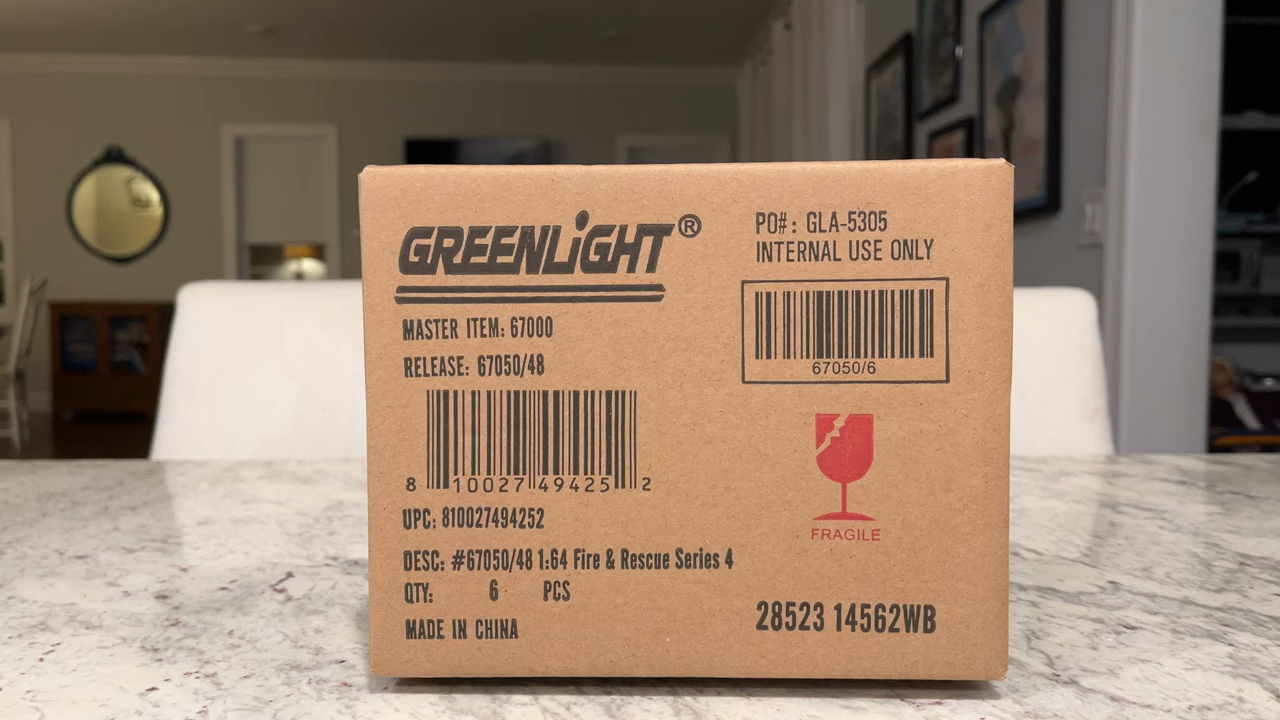 GREENLiGHT®
MASTER ITEM: 67000
RELEASE: 67050/48
8 10027 49425 2
UPC: 810027494252
DESC: #67050/48 1:64 Fire & Rescue Series 4
QTY: 6 PCS
MADE IN CHINA
PO#: GLA-5305
INTERNAL USE ONLY
67050/6
FRAGILE
28523 14562WB